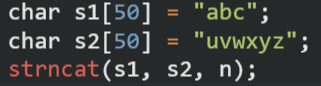 char s1[50] = "abc";
char s2[50] = "uvwxyz";
strncat(s1, s2, n);